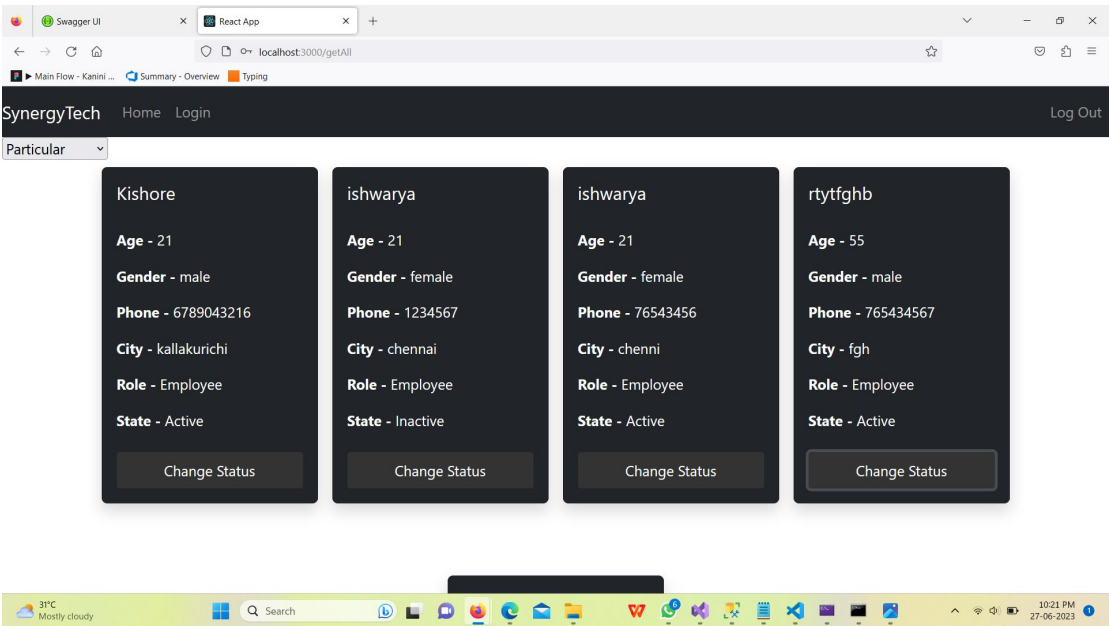 Swagger UI
React App
localhost:3000/getAll
Main Flow - Kanini ...
Summary - Overview
Typing
SynergyTech
Home
Login
Log Out
Particular
Kishore
Age - 21
Gender - male
Phone - 6789043216
City - kallakurichi
Role - Employee
State - Active
Change Status
ishwarya
Age - 21
Gender - female
Phone - 1234567
City - chennai
Role - Employee
State - Inactive
Change Status
ishwarya
Age - 21
Gender - female
Phone - 76543456
City - chenni
Role - Employee
State - Active
Change Status
rtytfghb
Age - 55
Gender - male
Phone - 765434567
City - fgh
Role - Employee
State - Active
Change Status
31°C
Mostly cloudy
Search
10:21 PM
27-06-2023